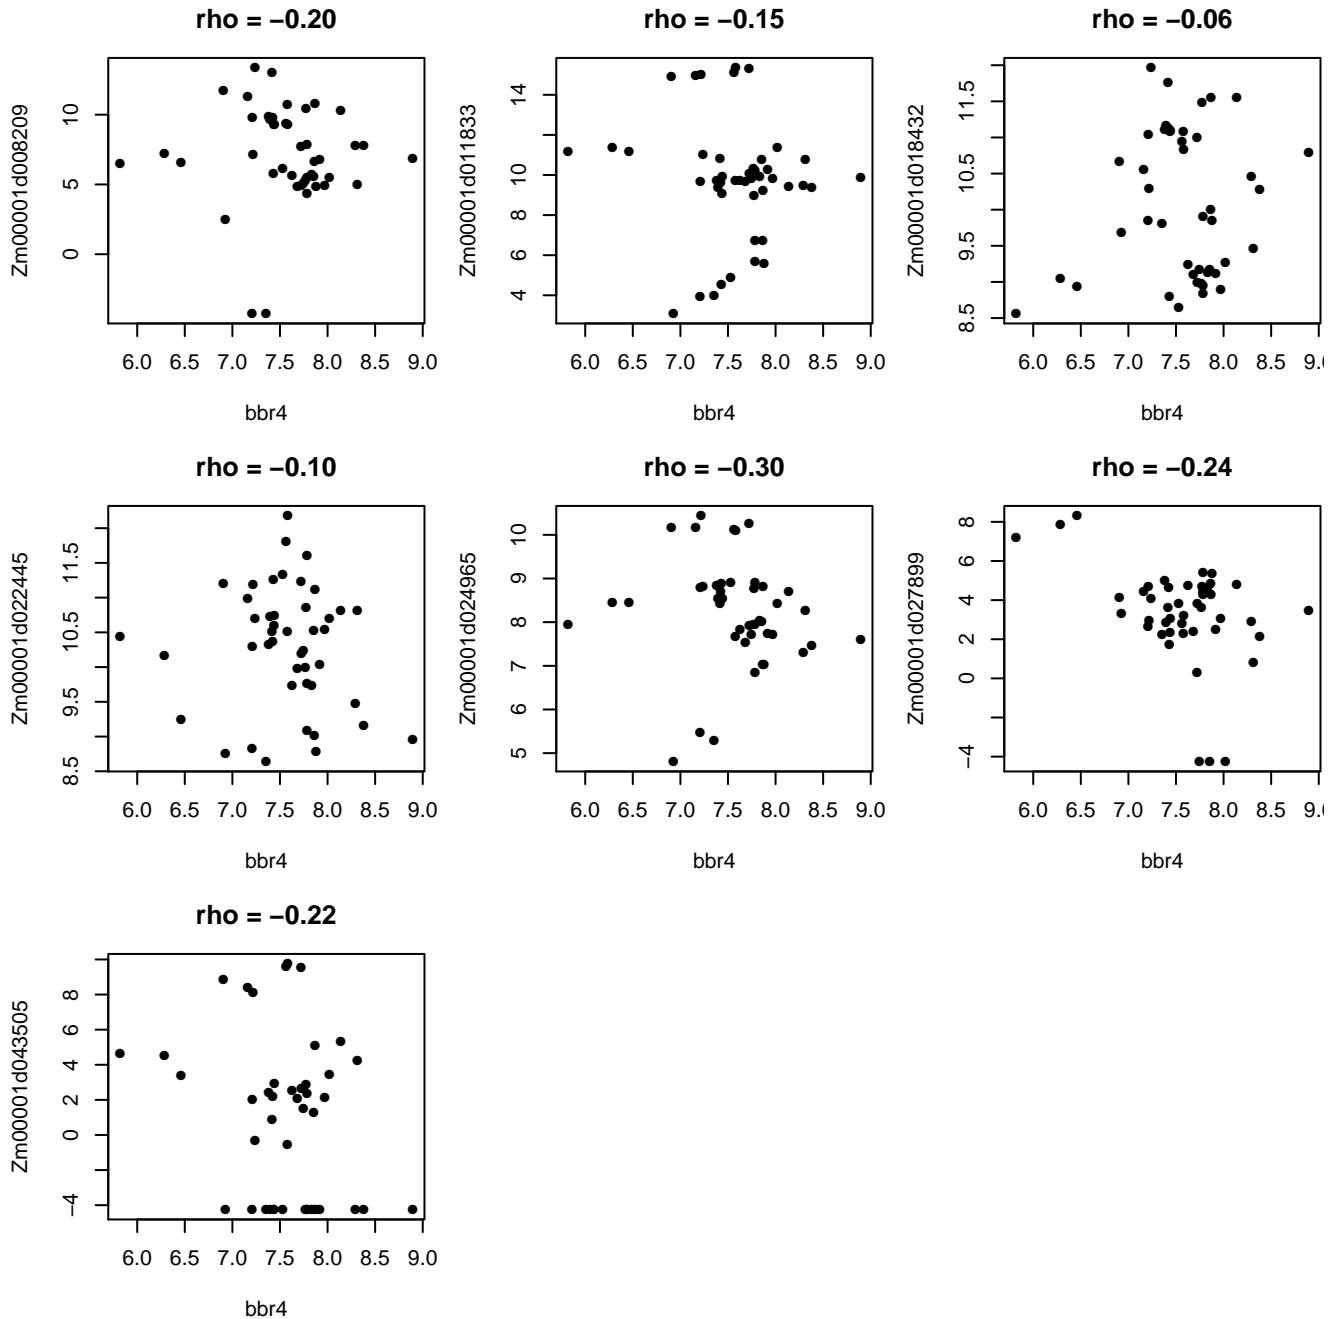 rho = −0.20
Zm00001d008209
10
5
0
6.0 6.5 7.0 7.5 8.0 8.5 9.0
bbr4
rho = −0.15
Zm00001d011833
14
10
8
6
4
6.0 6.5 7.0 7.5 8.0 8.5 9.0
bbr4
rho = −0.06
Zm00001d018432
11.5
10.5
9.5
8.5
6.0 6.5 7.0 7.5 8.0 8.5 9.0
bbr4
rho = −0.10
Zm00001d022445
11.5
10.5
9.5
8.5
6.0 6.5 7.0 7.5 8.0 8.5 9.0
bbr4
rho = −0.30
Zm00001d024965
10
9
8
7
6
5
6.0 6.5 7.0 7.5 8.0 8.5 9.0
bbr4
rho = −0.24
Zm00001d027899
8
6
4
2
0
−4
6.0 6.5 7.0 7.5 8.0 8.5 9.0
bbr4
rho = −0.22
Zm00001d043505
8
6
4
2
0
−4
6.0 6.5 7.0 7.5 8.0 8.5 9.0
bbr4